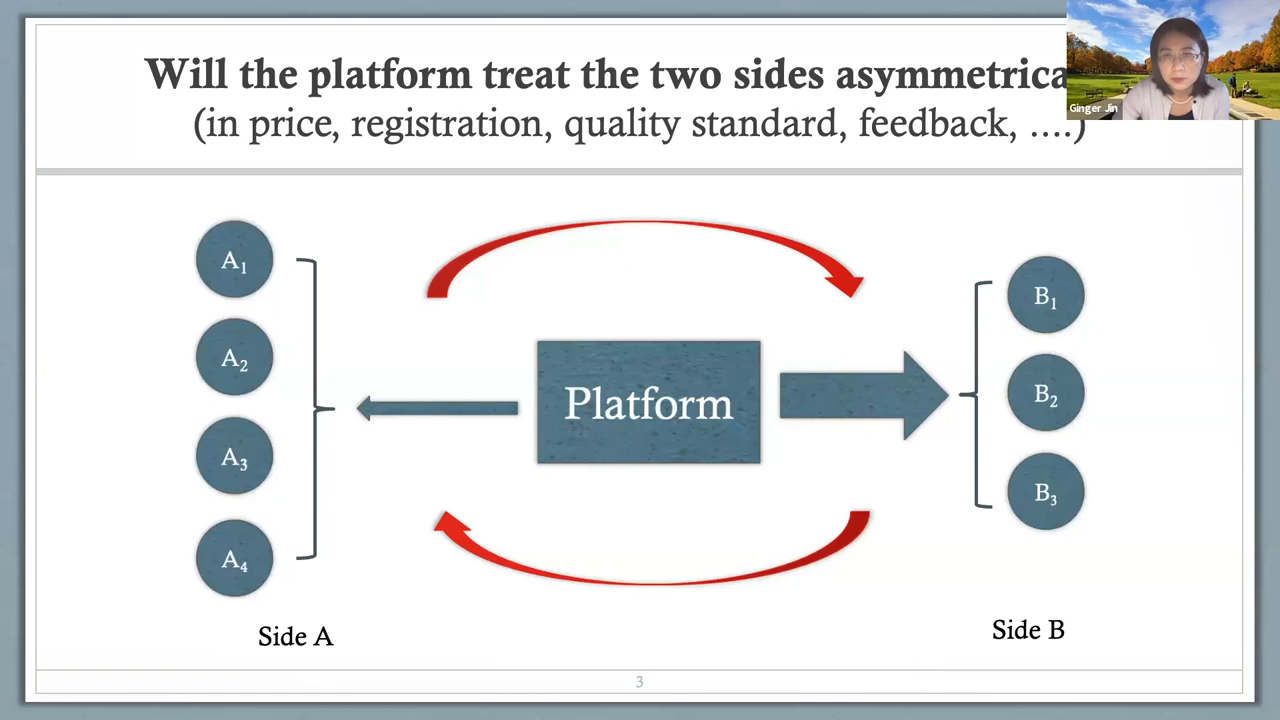 Will the platform treat the two sides asymmetrica
(in price, registration, quality standard, feedback, ....)
Ginger Jin
A1
A2
A3
A4
Platform
B1
B2
B3
Side A
Side B
3